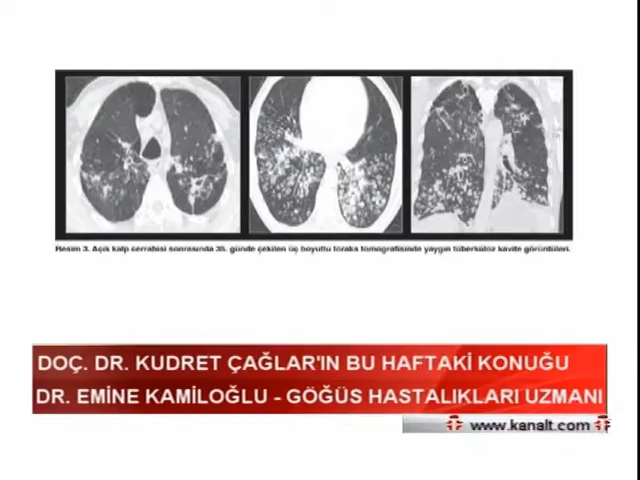 Resim 3. Açık kalp cerrahisi sonrasında 35. günde çekilen üç boyutlu toraks tomografisinde yaygın tüberküloz kavite görüntüleri.
DOÇ. DR. KUDRET ÇAĞLAR'IN BU HAFTAKİ KONUĞU
DR. EMİNE KAMİLOĞLU - GÖĞÜS HASTALIKLARI UZMANI
www.kanalt.com